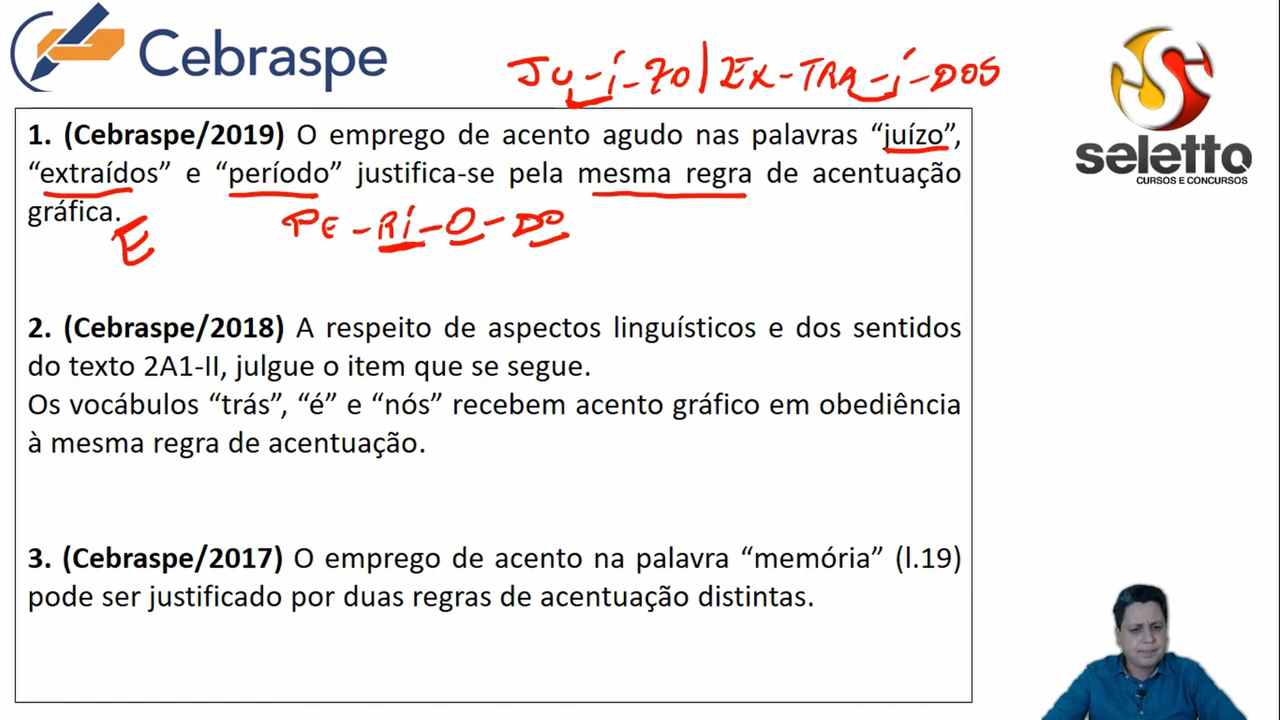 Cebraspe
JU-Í-ZO | EX-TRA-Í-DOS
seletto
CURSOS E CONCURSOS
1. (Cebraspe/2019) O emprego de acento agudo nas palavras “juízo”,
“extraídos” e “período” justifica-se pela mesma regra de acentuação
gráfica.
E
PE-RÍ-O-DO
2. (Cebraspe/2018) A respeito de aspectos linguísticos e dos sentidos
do texto 2A1-II, julgue o item que se segue.
Os vocábulos “trás”, “é” e “nós” recebem acento gráfico em obediência
à mesma regra de acentuação.
3. (Cebraspe/2017) O emprego de acento na palavra “memória” (l.19)
pode ser justificado por duas regras de acentuação distintas.